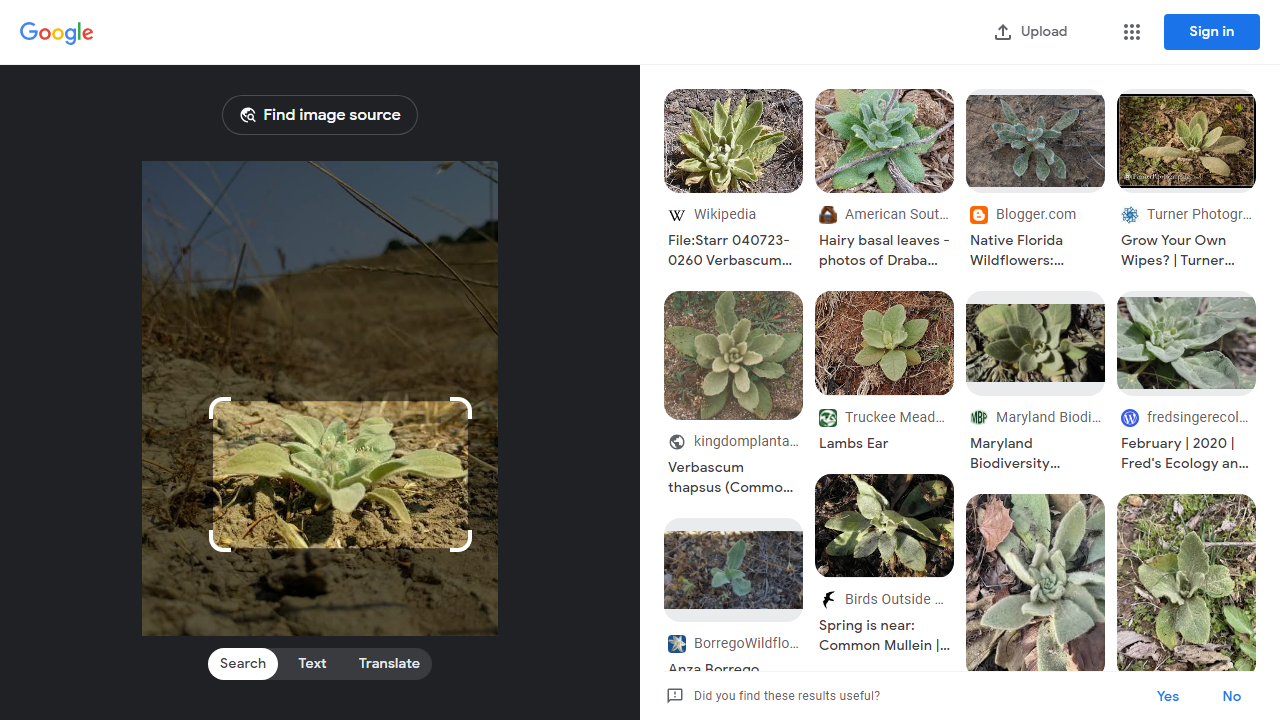 Google
Upload
Sign in
Find image source
Search
Text
Translate
Wikipedia
File:Starr 040723-
0260 Verbascum...
American Sout...
Hairy basal leaves -
photos of Draba...
Blogger.com
Native Florida
Wildflowers:...
Turner Photogr...
Grow Your Own
Wipes? | Turner...
kingdomplanta...
Verbascum
thapsus (Commo...
Truckee Mead...
Lambs Ear
MBP
Maryland Biodi...
Maryland
Biodiversity...
fredsingerecol...
February | 2020 |
Fred's Ecology an...
BorregoWildflo...
Anza Borrego
Birds Outside ...
Spring is near:
Common Mullein |...
Did you find these results useful?
Yes
No